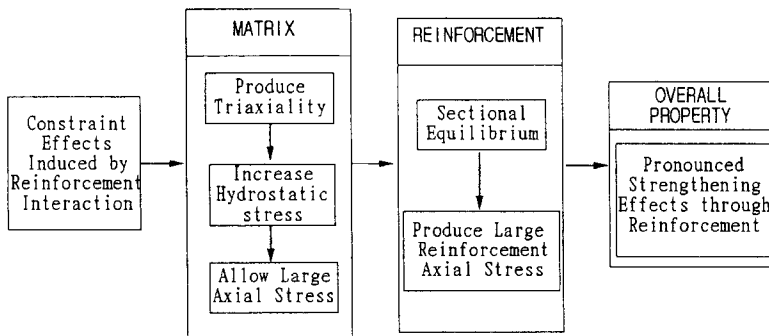 Constraint
Effects
Induced by
Reinforcement
Interaction
MATRIX
Produce
Triaxiality
Increase
Hydrostatic
stress
Allow Large
Axial Stress
REINFORCEMENT
Sectional
Equilibrium
Produce Large
Reinforcement
Axial Stress
OVERALL
PROPERTY
Pronounced
Strengthening
Effects through
Reinforcement